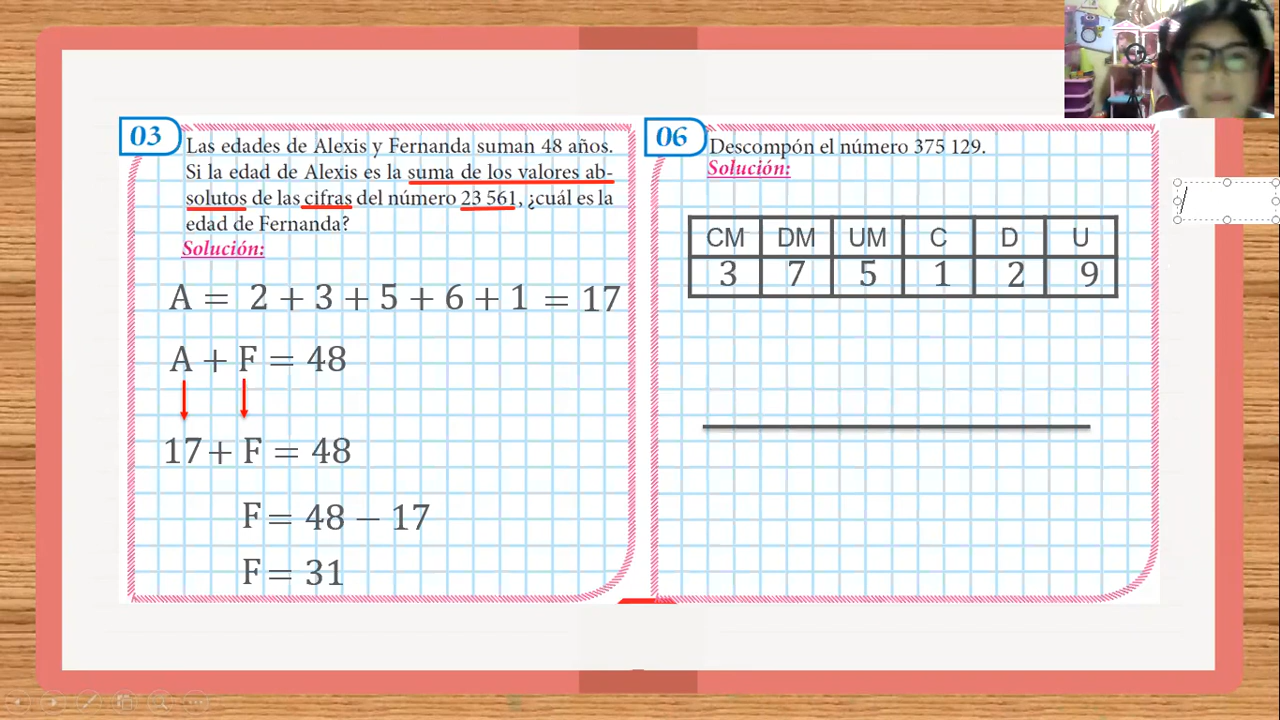 03
Las edades de Alexis y Fernanda suman 48 años.
Si la edad de Alexis es la suma de los valores ab-
solutos de las cifras del número 23 561, ¿cuál es la
edad de Fernanda?
Solución:
A = 2 + 3 + 5 + 6 + 1 = 17
A + F = 48
17 + F = 48
F = 48 − 17
F = 31
06
Descompón el número 375 129.
Solución:
CM DM UM C D U
3 7 5 1 2 9